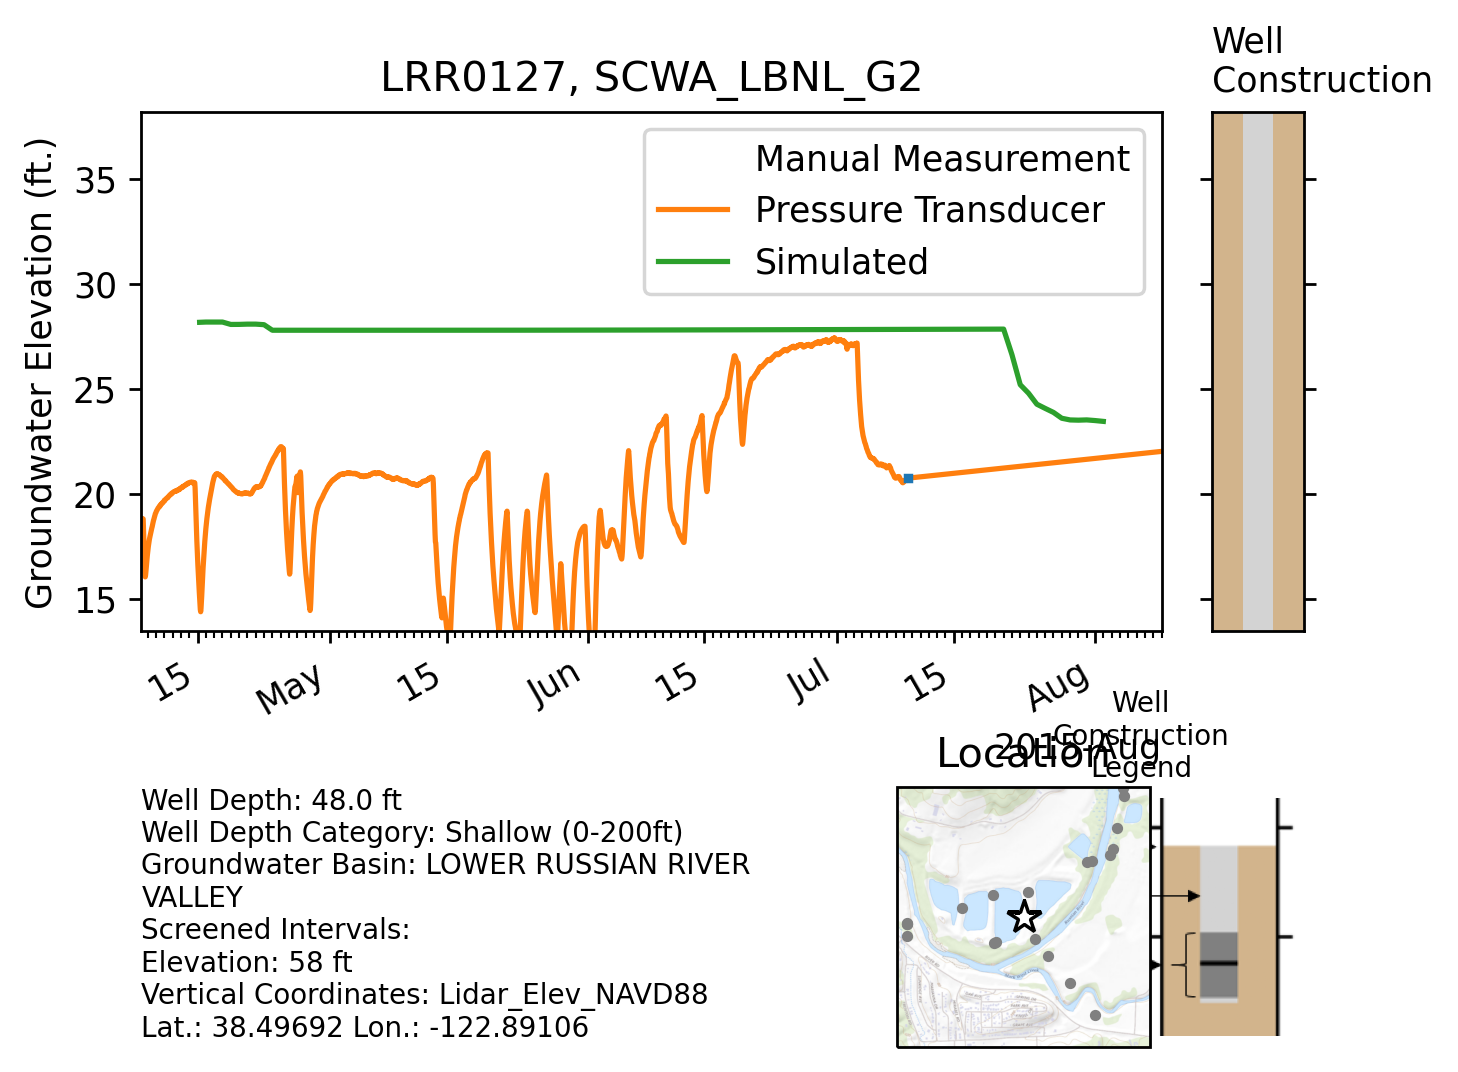 Well
Construction
LRR0127, SCWA_LBNL_G2
Groundwater Elevation (ft.)
35
30
25
20
15
Manual Measurement
Pressure Transducer
Simulated
15
May
15
Jun
15
Jul
15
Aug
2015-Aug
Location
Well
Construction
Legend
Well Depth: 48.0 ft
Well Depth Category: Shallow (0-200ft)
Groundwater Basin: LOWER RUSSIAN RIVER
VALLEY
Screened Intervals:
Elevation: 58 ft
Vertical Coordinates: Lidar_Elev_NAVD88
Lat.: 38.49692 Lon.: -122.89106